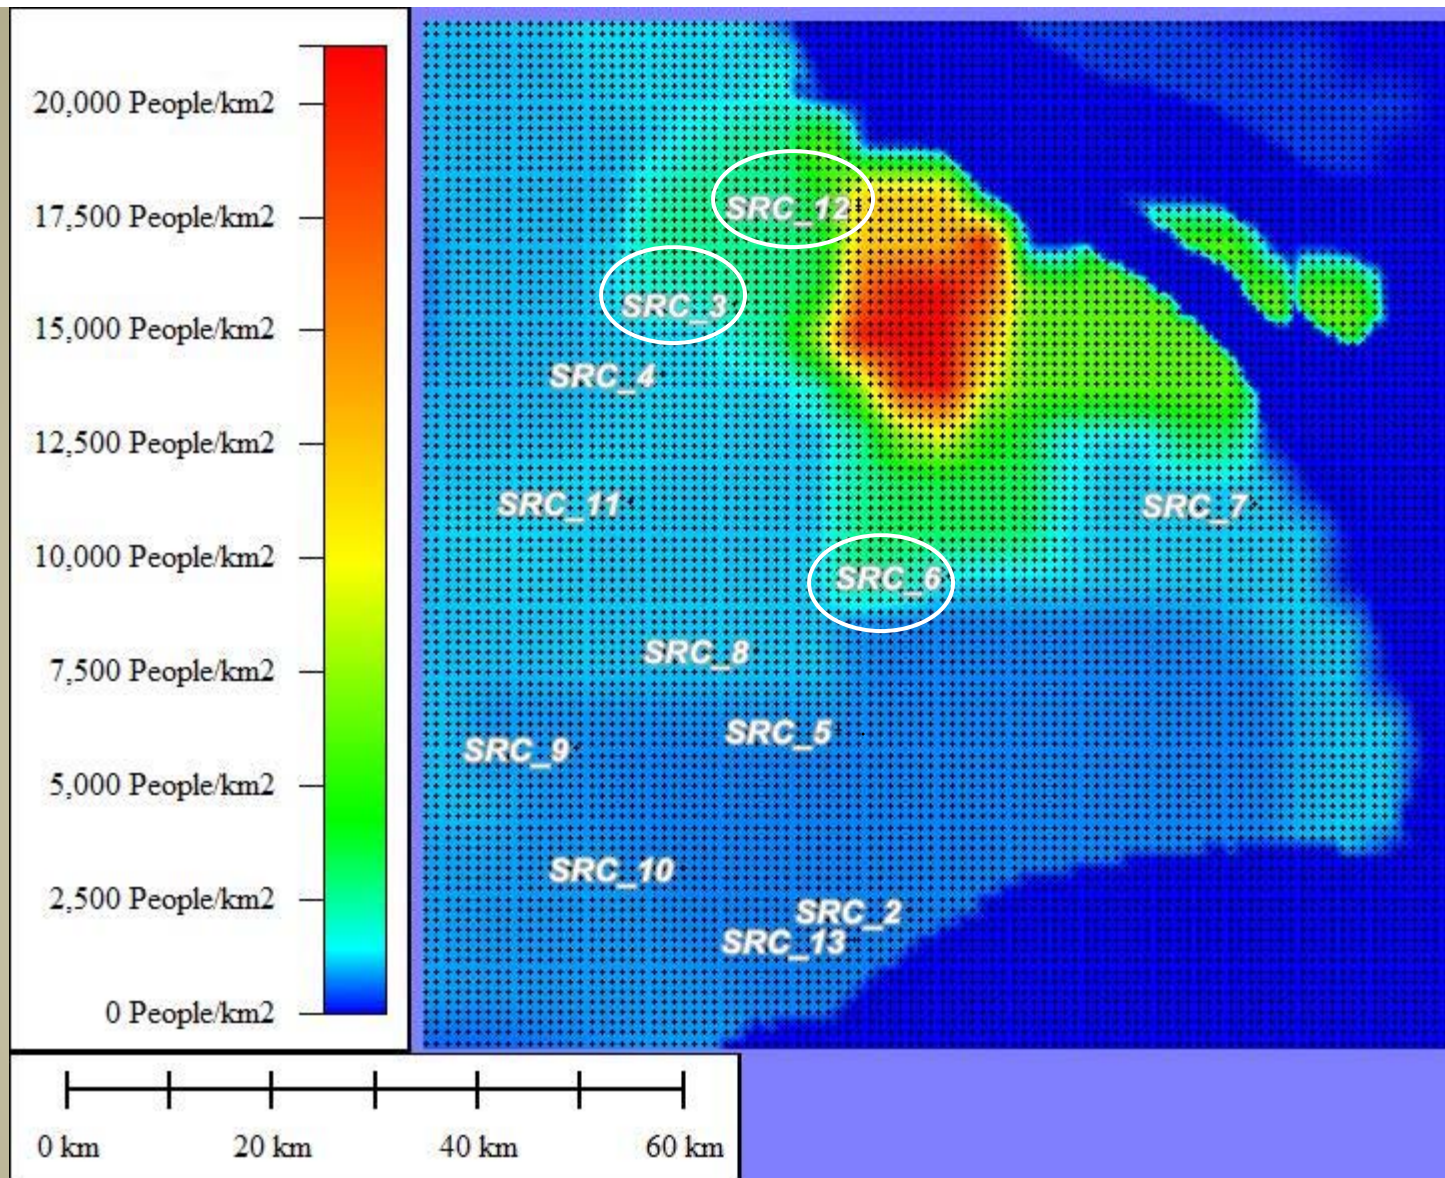 20,000 People/km2
17,500 People/km2
15,000 People/km2
12,500 People/km2
10,000 People/km2
7,500 People/km2
5,000 People/km2
2,500 People/km2
0 People/km2
SRC_12
SRC_3
SRC_4
SRC_11
SRC_7
SRC_6
SRC_8
SRC_5
SRC_9
SRC_10
SRC_2
SRC_13
0 km 20 km 40 km 60 km